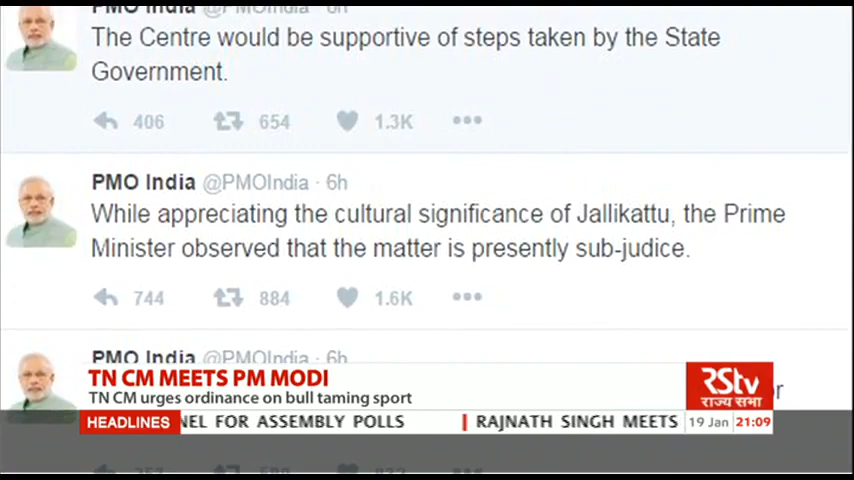 PMO India @PMOIndia · 6h
The Centre would be supportive of steps taken by the State
Government.
406 654 1.3K •••
PMO India @PMOIndia · 6h
While appreciating the cultural significance of Jallikattu, the Prime
Minister observed that the matter is presently sub-judice.
744 884 1.6K •••
PMO India @PMOIndia · 6h
or
TN CM MEETS PM MODI
TN CM urges ordinance on bull taming sport
RSTV
राज्य सभा
HEADLINES NEL FOR ASSEMBLY POLLS | RAJNATH SINGH MEETS 19 Jan 21:09